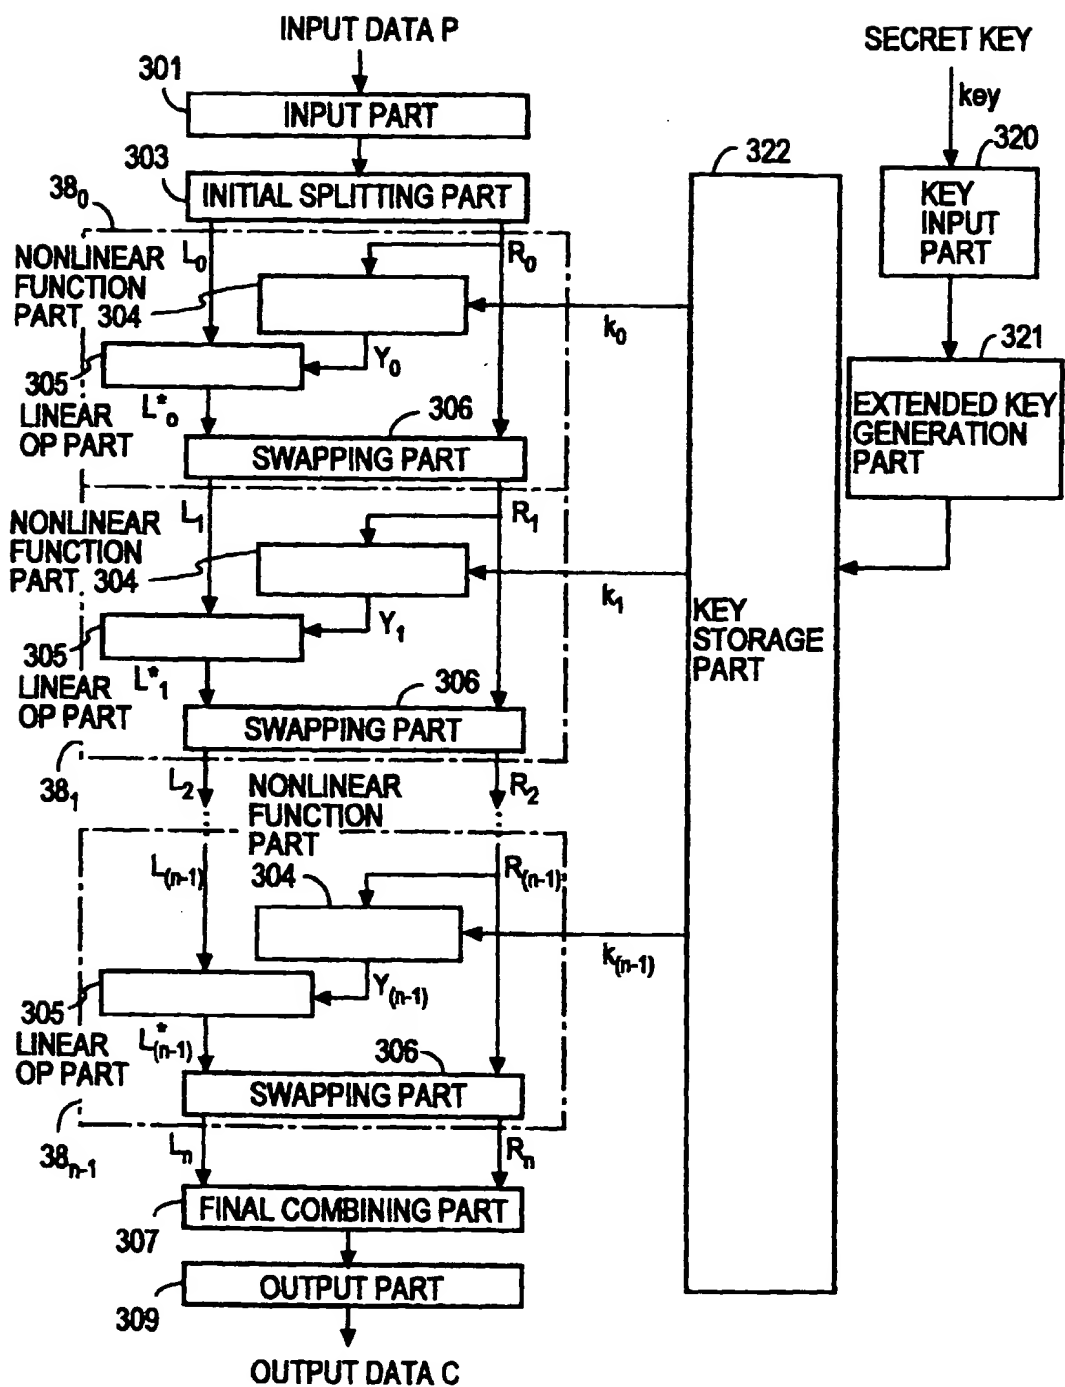 INPUT DATA P
SECRET KEY
301
key
INPUT PART
320
303
322
38₀
INITIAL SPLITTING PART
KEY
INPUT
PART
NONLINEAR
FUNCTION
PART 304
L₀
R₀
k₀
321
305
LINEAR
OP PART
Y₀
L*₀
306
EXTENDED KEY
GENERATION
PART
SWAPPING PART
NONLINEAR
FUNCTION
PART 304
L₁
R₁
k₁
KEY
STORAGE
PART
305
LINEAR
OP PART
Y₁
L*₁
306
SWAPPING PART
38₁
L₂
R₂
NONLINEAR
FUNCTION
PART
304
L(n-1)
R(n-1)
k(n-1)
305
LINEAR
OP PART
Y(n-1)
L*(n-1)
306
SWAPPING PART
38n-1
Ln
Rn
FINAL COMBINING PART
307
OUTPUT PART
309
OUTPUT DATA C